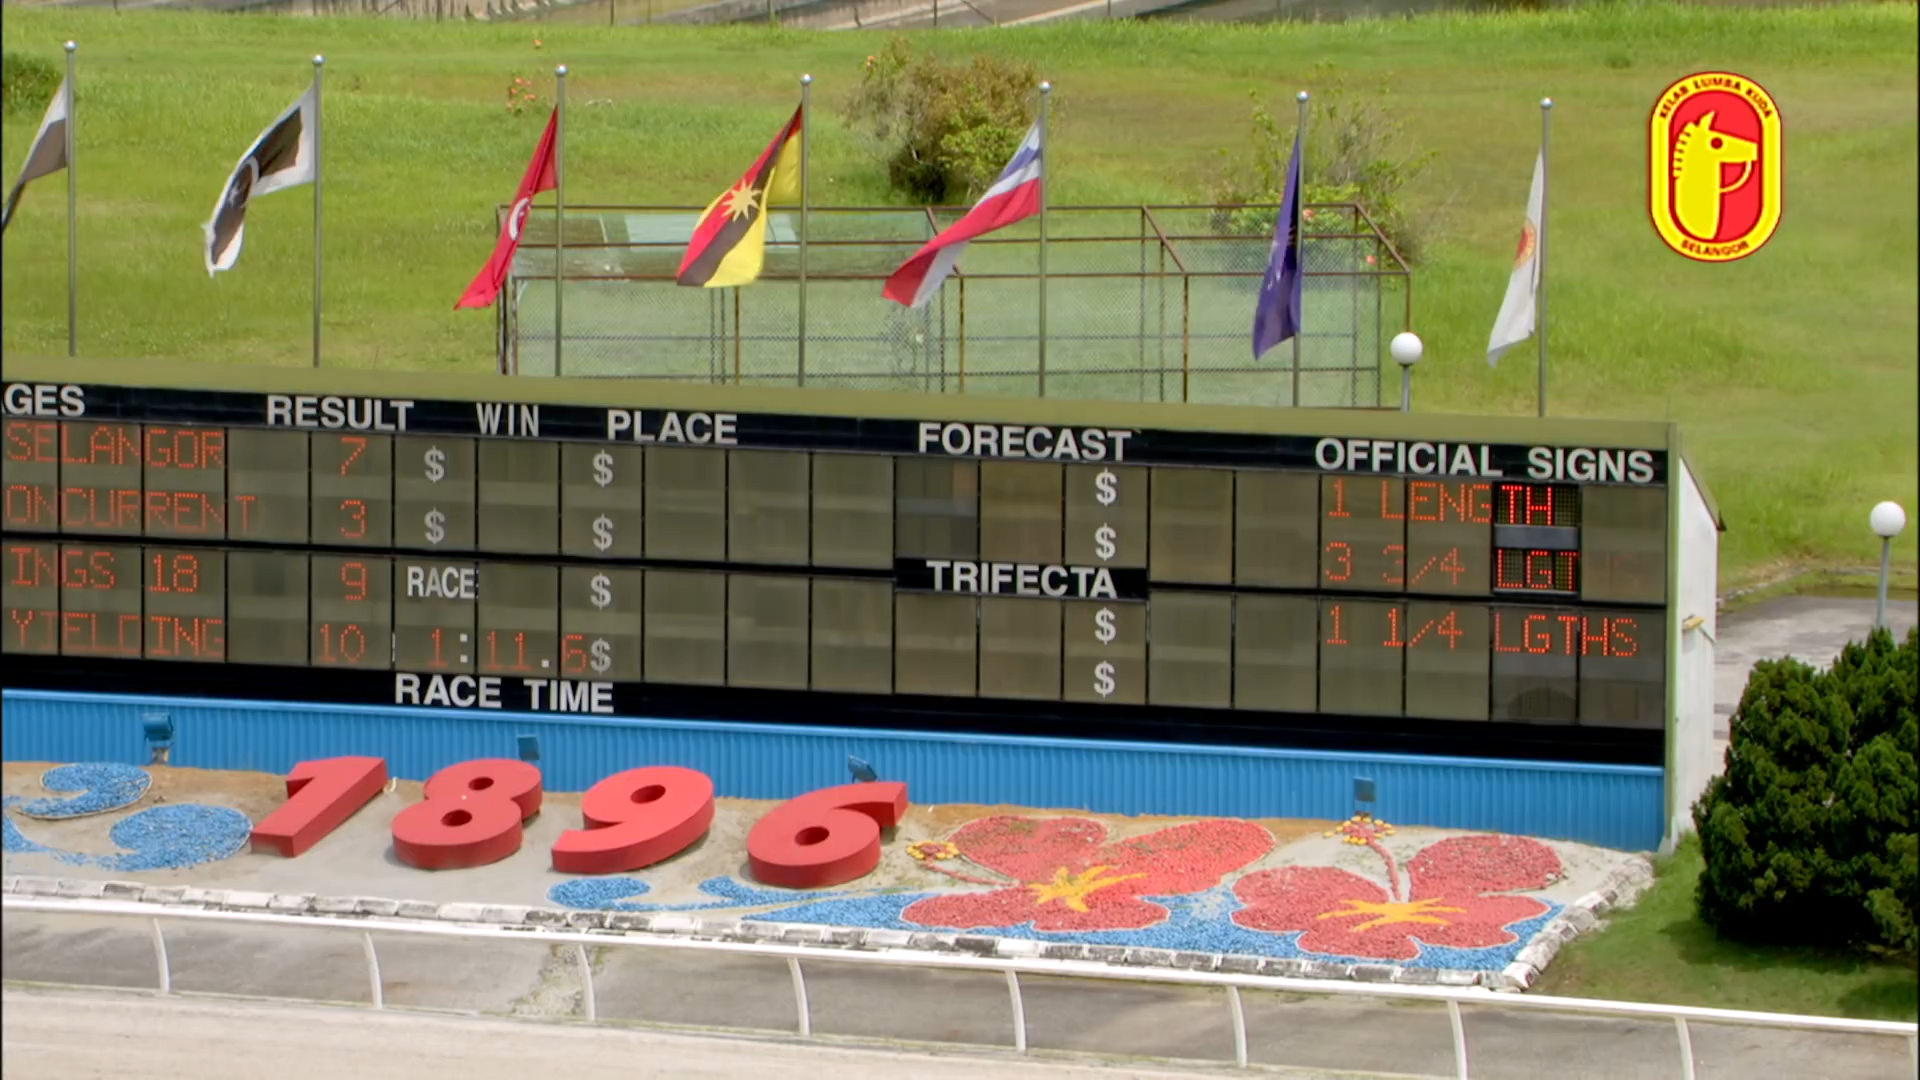 KELAB LUMBA KUDA
SELANGOR
GES RESULT WIN PLACE FORECAST OFFICIAL SIGNS
SELANGOR 7 $ $ $ 1 LENGTH
ONCURRENT 3 $ $ $ 3 3/4 LGT
TRIFECTA
INGS 18 9 RACE $ $ 1 1/4 LGTHS
YIELDING 10 1:11.6 $ $
RACE TIME
1896